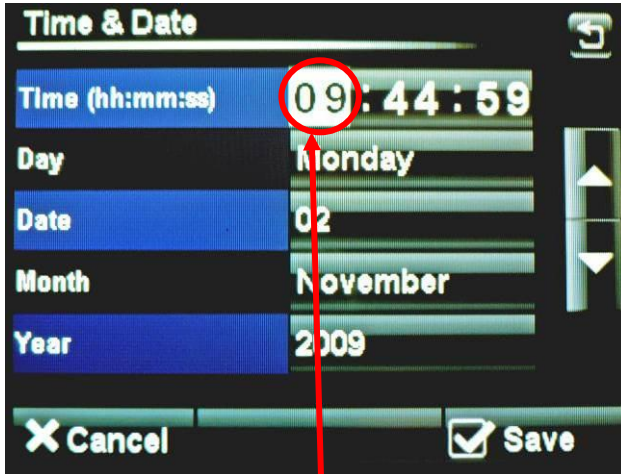 Time & Date
Time (hh:mm:ss) 09:44:59
Day Monday
Date 02
Month November
Year 2009
Cancel Save